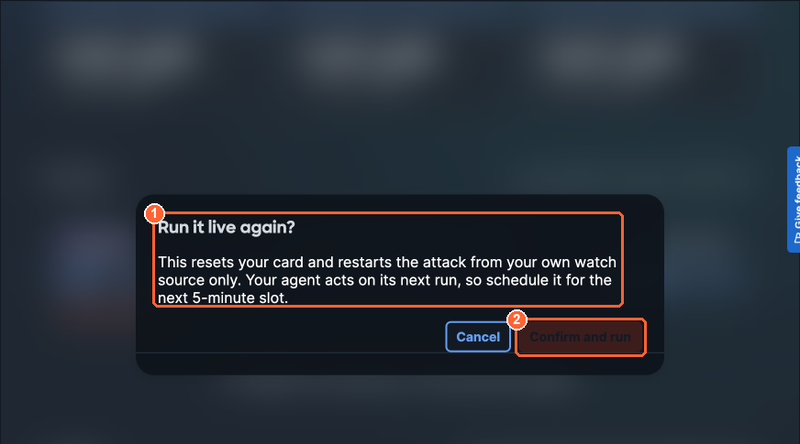 1
Run it live again?
This resets your card and restarts the attack from your own watch
source only. Your agent acts on its next run, so schedule it for the
next 5-minute slot.
2
Cancel
Confirm and run
Give feedback